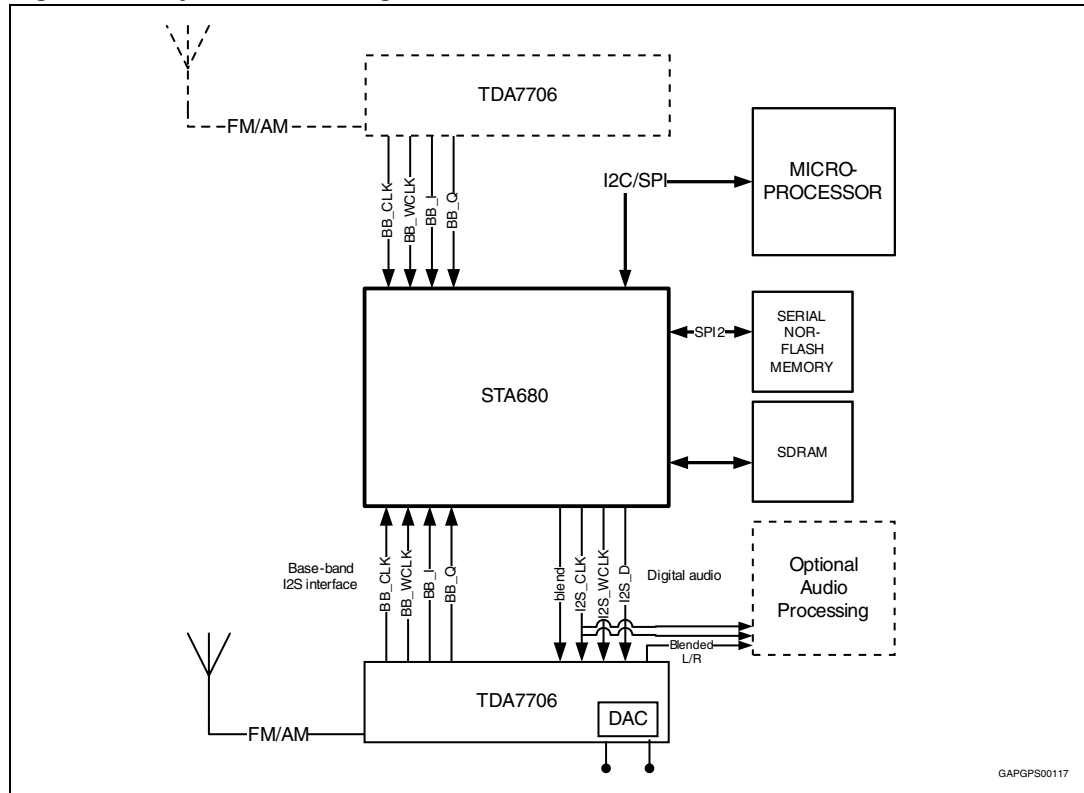 TDA7706
FM/AM
BB_CLK
BB_WCLK
BB_I
BB_Q
I2C/SPI
MICRO-
PROCESSOR
STA680
SPI2
SERIAL
NOR-
FLASH
MEMORY
SDRAM
Base-band
I2S interface
BB_CLK
BB_WCLK
BB_I
BB_Q
blend
I2S_CLK
I2S_WCLK
I2S_D
Digital audio
Optional
Audio
Processing
Blended
L/R
TDA7706
DAC
FM/AM
GAPGPS00117